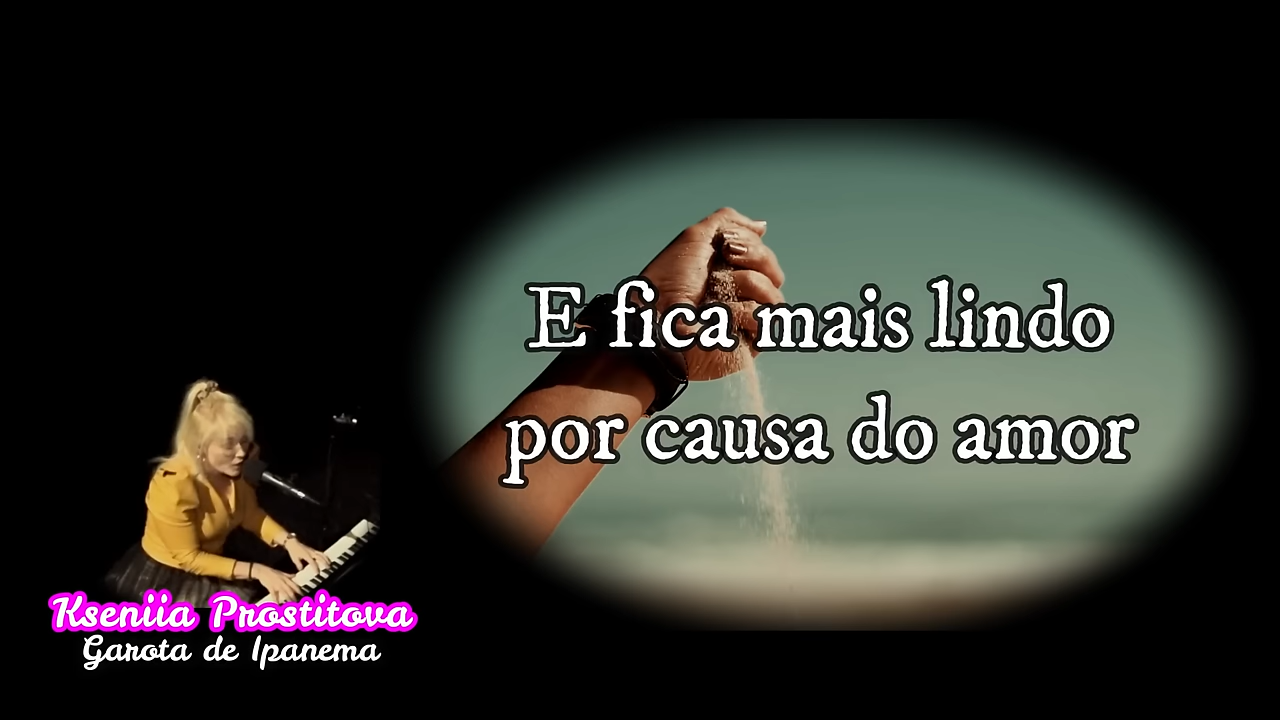 E fica mais lindo
por causa do amor
Kseniia Prostitova
Garota de Ipanema